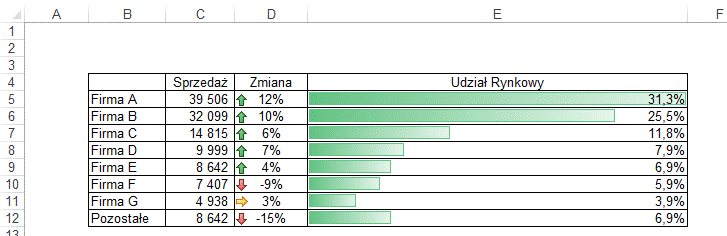 A B C D E F
1
2
3
4 Sprzedaż Zmiana Udział Rynkowy
5 Firma A 39 506 12% 31,3%
6 Firma B 32 099 10% 25,5%
7 Firma C 14 815 6% 11,8%
8 Firma D 9 999 7% 7,9%
9 Firma E 8 642 4% 6,9%
10 Firma F 7 407 -9% 5,9%
11 Firma G 4 938 3% 3,9%
12 Pozostałe 8 642 -15% 6,9%
13